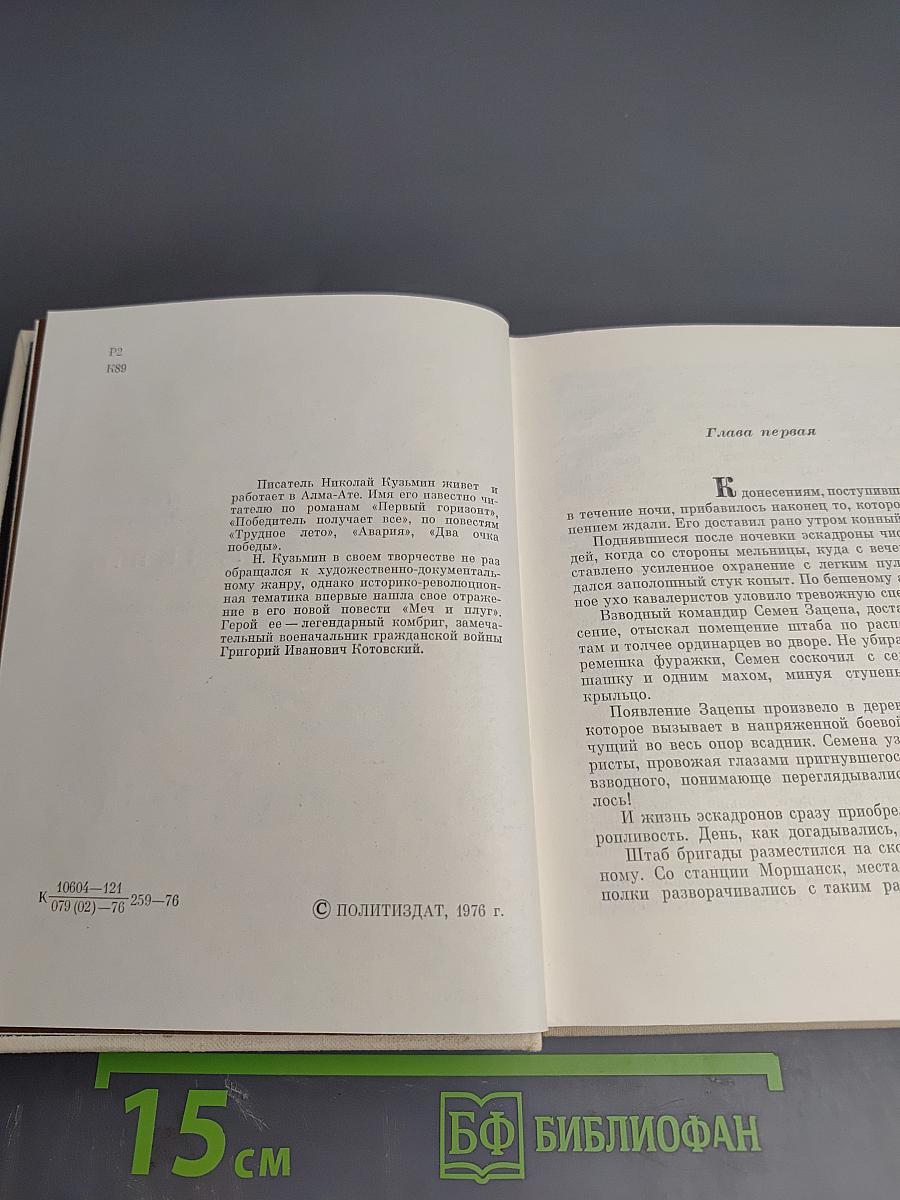 Р2
К89
Писатель Николай Кузьмин живет и
работает в Алма-Ате. Имя его известно чи-
тателю по романам «Первый горизонт»,
«Победитель получает все», по повестям
«Трудное лето», «Авария», «Два очка
победы».
Н. Кузьмин в своем творчестве не раз
обращался к художественно-документаль-
ному жанру, однако историко-революцион-
ная тематика впервые нашла свое отраже-
ние в его новой повести «Меч и плуг».
Герой ее — легендарный комбриг, замеча-
тельный военачальник гражданской войны
Григорий Иванович Котовский.
К 10604—121
079(02)—76 259—76
© ПОЛИТИЗДАТ, 1976 г.
Глава первая
К донесениям, поступивш
в течение ночи, прибавилось наконец то, которо
пением ждали. Его доставил рано утром конный
Поднявшиеся после ночевки эскадроны чис
дей, когда со стороны мельницы, куда с вече
ставлено усиленное охранение с легким пул
дался заполошный стук копыт. По бешеному а
ное ухо кавалеристов уловило тревожную спе
Взводный командир Семен Зацепа, доста
сение, отыскал помещение штаба по расп
там и толчее ординарцев во дворе. Не убира
ремешка фуражки, Семен соскочил с се
шашку и одним махом, минуя ступень
крыльцо.
Появление Зацепы произвело в дерев
которое вызывает в напряженной боевой
чущий во весь опор всадник. Семена уз
ристы, провожая глазами пригнувшегос
взводного, понимающе переглядывалис
лось!
И жизнь эскадронов сразу приобре
ропливость. День, как догадывались,
Штаб бригады разместился на ско
ному. Со станции Моршанск, места
полки разворачивались с таким ра
15 см
БФ БИБЛИОФАН